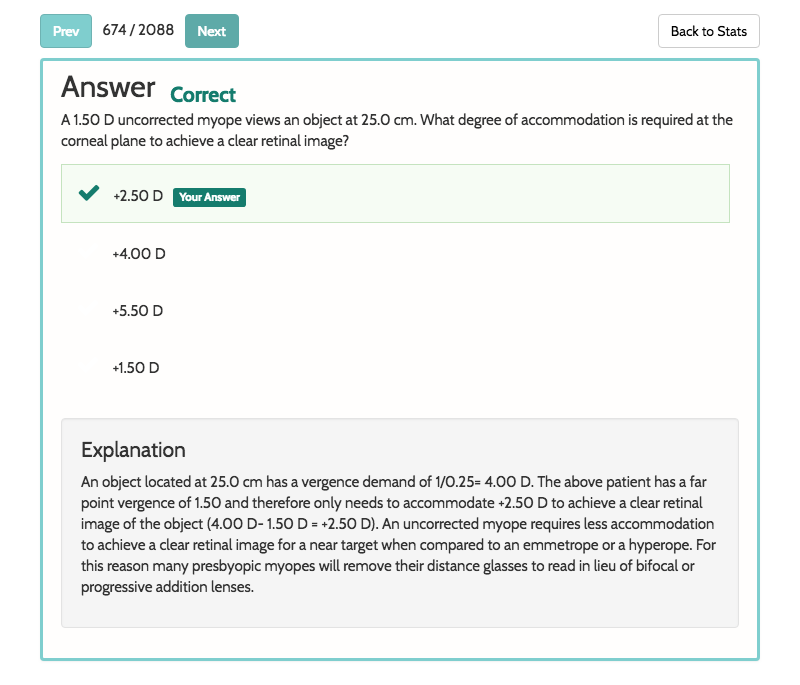 Prev 674 / 2088 Next Back to Stats
Answer Correct
A 1.50 D uncorrected myope views an object at 25.0 cm. What degree of accommodation is required at the
corneal plane to achieve a clear retinal image?
+2.50 D Your Answer
+4.00 D
+5.50 D
+1.50 D
Explanation
An object located at 25.0 cm has a vergence demand of 1/0.25= 4.00 D. The above patient has a far
point vergence of 1.50 and therefore only needs to accommodate +2.50 D to achieve a clear retinal
image of the object (4.00 D- 1.50 D = +2.50 D). An uncorrected myope requires less accommodation
to achieve a clear retinal image for a near target when compared to an emmetrope or a hyperope. For
this reason many presbyopic myopes will remove their distance glasses to read in lieu of bifocal or
progressive addition lenses.